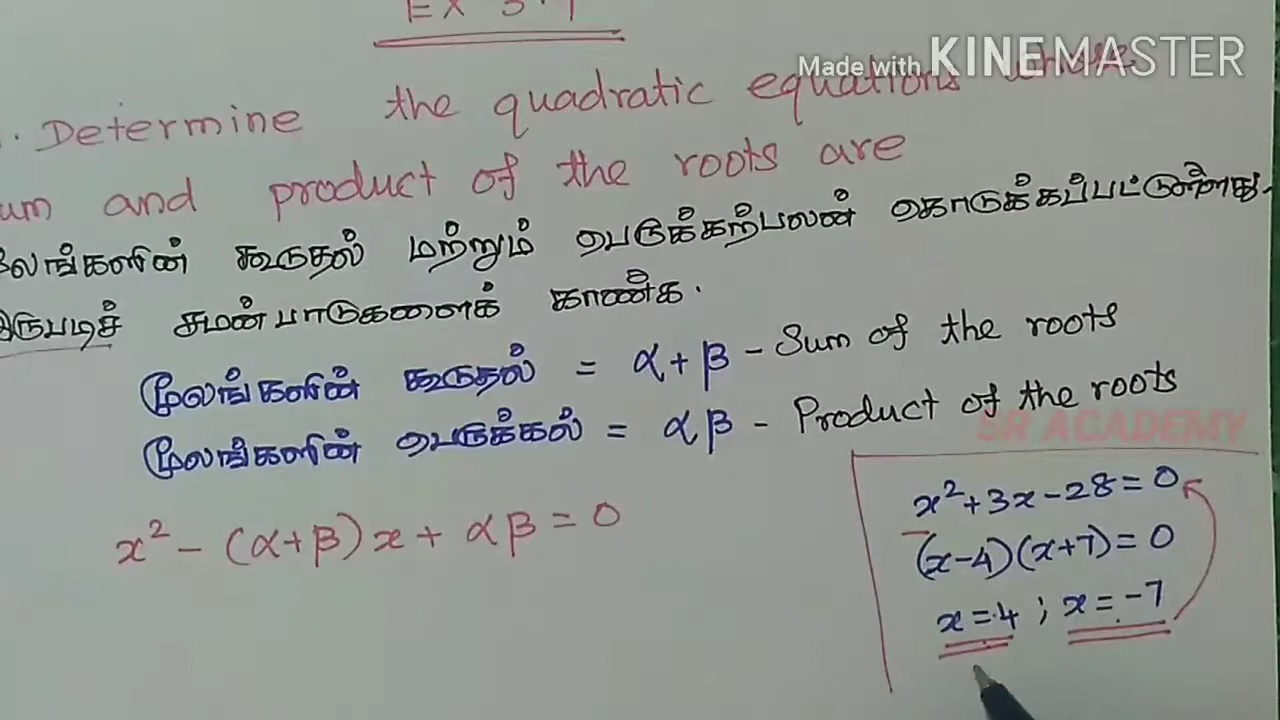 Ex 3.9
Made with KINEMASTER
. Determine the quadratic equations whose
um and product of the roots are
லங்களின் கூடுதல் மற்றும் பெருக்கற்பலன் கொடுக்கப்பட்டுள்ளது.
இருபடிச் சமன்பாடுகளைக் காண்க.
மூலங்களின் கூடுதல் = α+β - Sum of the roots
மூலங்களின் பெருக்கல் = αβ - Product of the roots
SR ACADEMY
x² - (α+β)x + αβ = 0
x²+3x-28=0
(x-4)(x+7)=0
x=4 ; x=-7